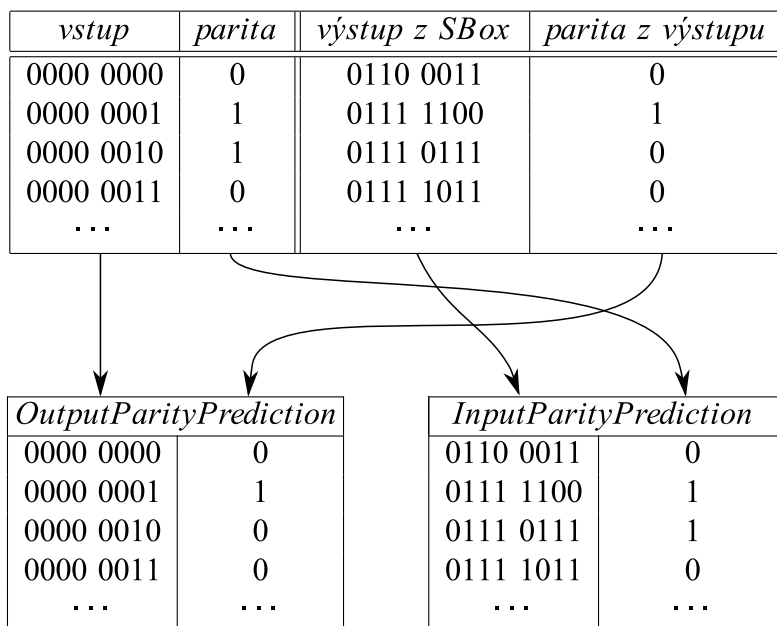 vstup parita výstup z SBox parita z výstupu
0000 0000 0 0110 0011 0
0000 0001 1 0111 1100 1
0000 0010 1 0111 0111 0
0000 0011 0 0111 1011 0
... ... ... ...
OutputParityPrediction InputParityPrediction
0000 0000 0 0110 0011 0
0000 0001 1 0111 1100 1
0000 0010 0 0111 0111 1
0000 0011 0 0111 1011 0
... ... ... ...